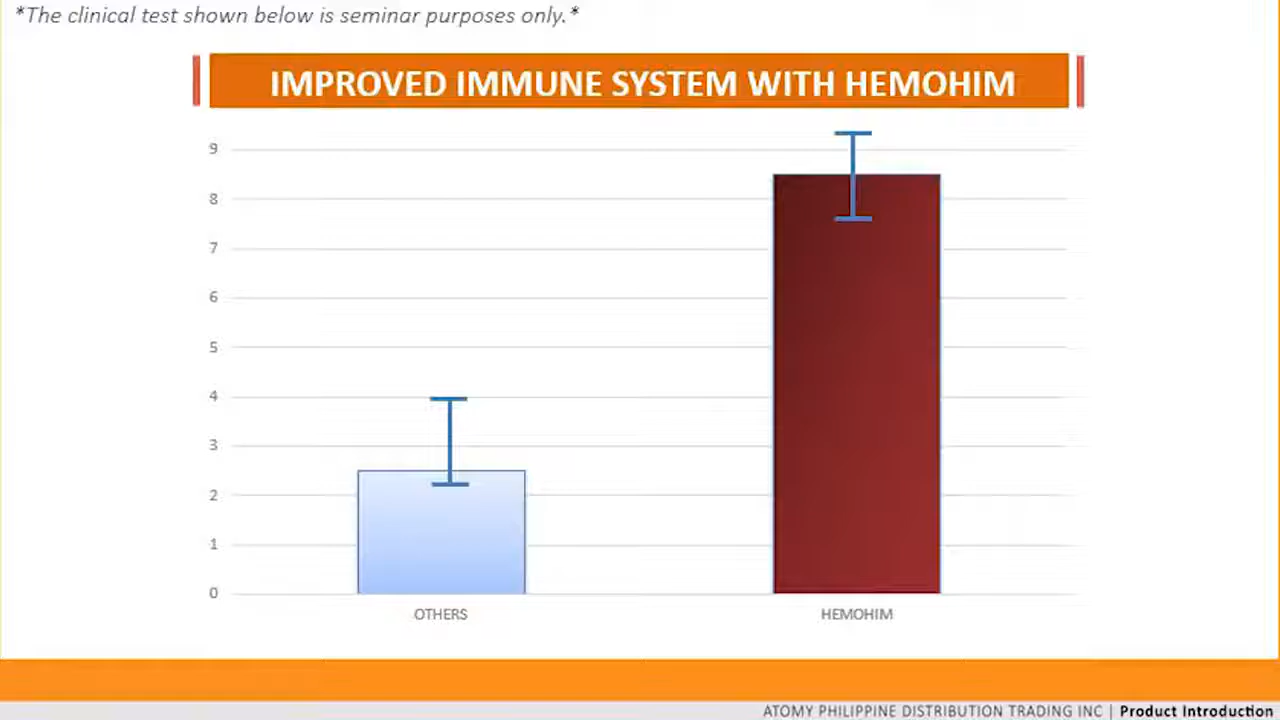 *The clinical test shown below is seminar purposes only.*
IMPROVED IMMUNE SYSTEM WITH HEMOHIM
9
8
7
6
5
4
3
2
1
0
OTHERS HEMOHIM
ATOMY PHILIPPINE DISTRIBUTION TRADING INC | Product Introduction